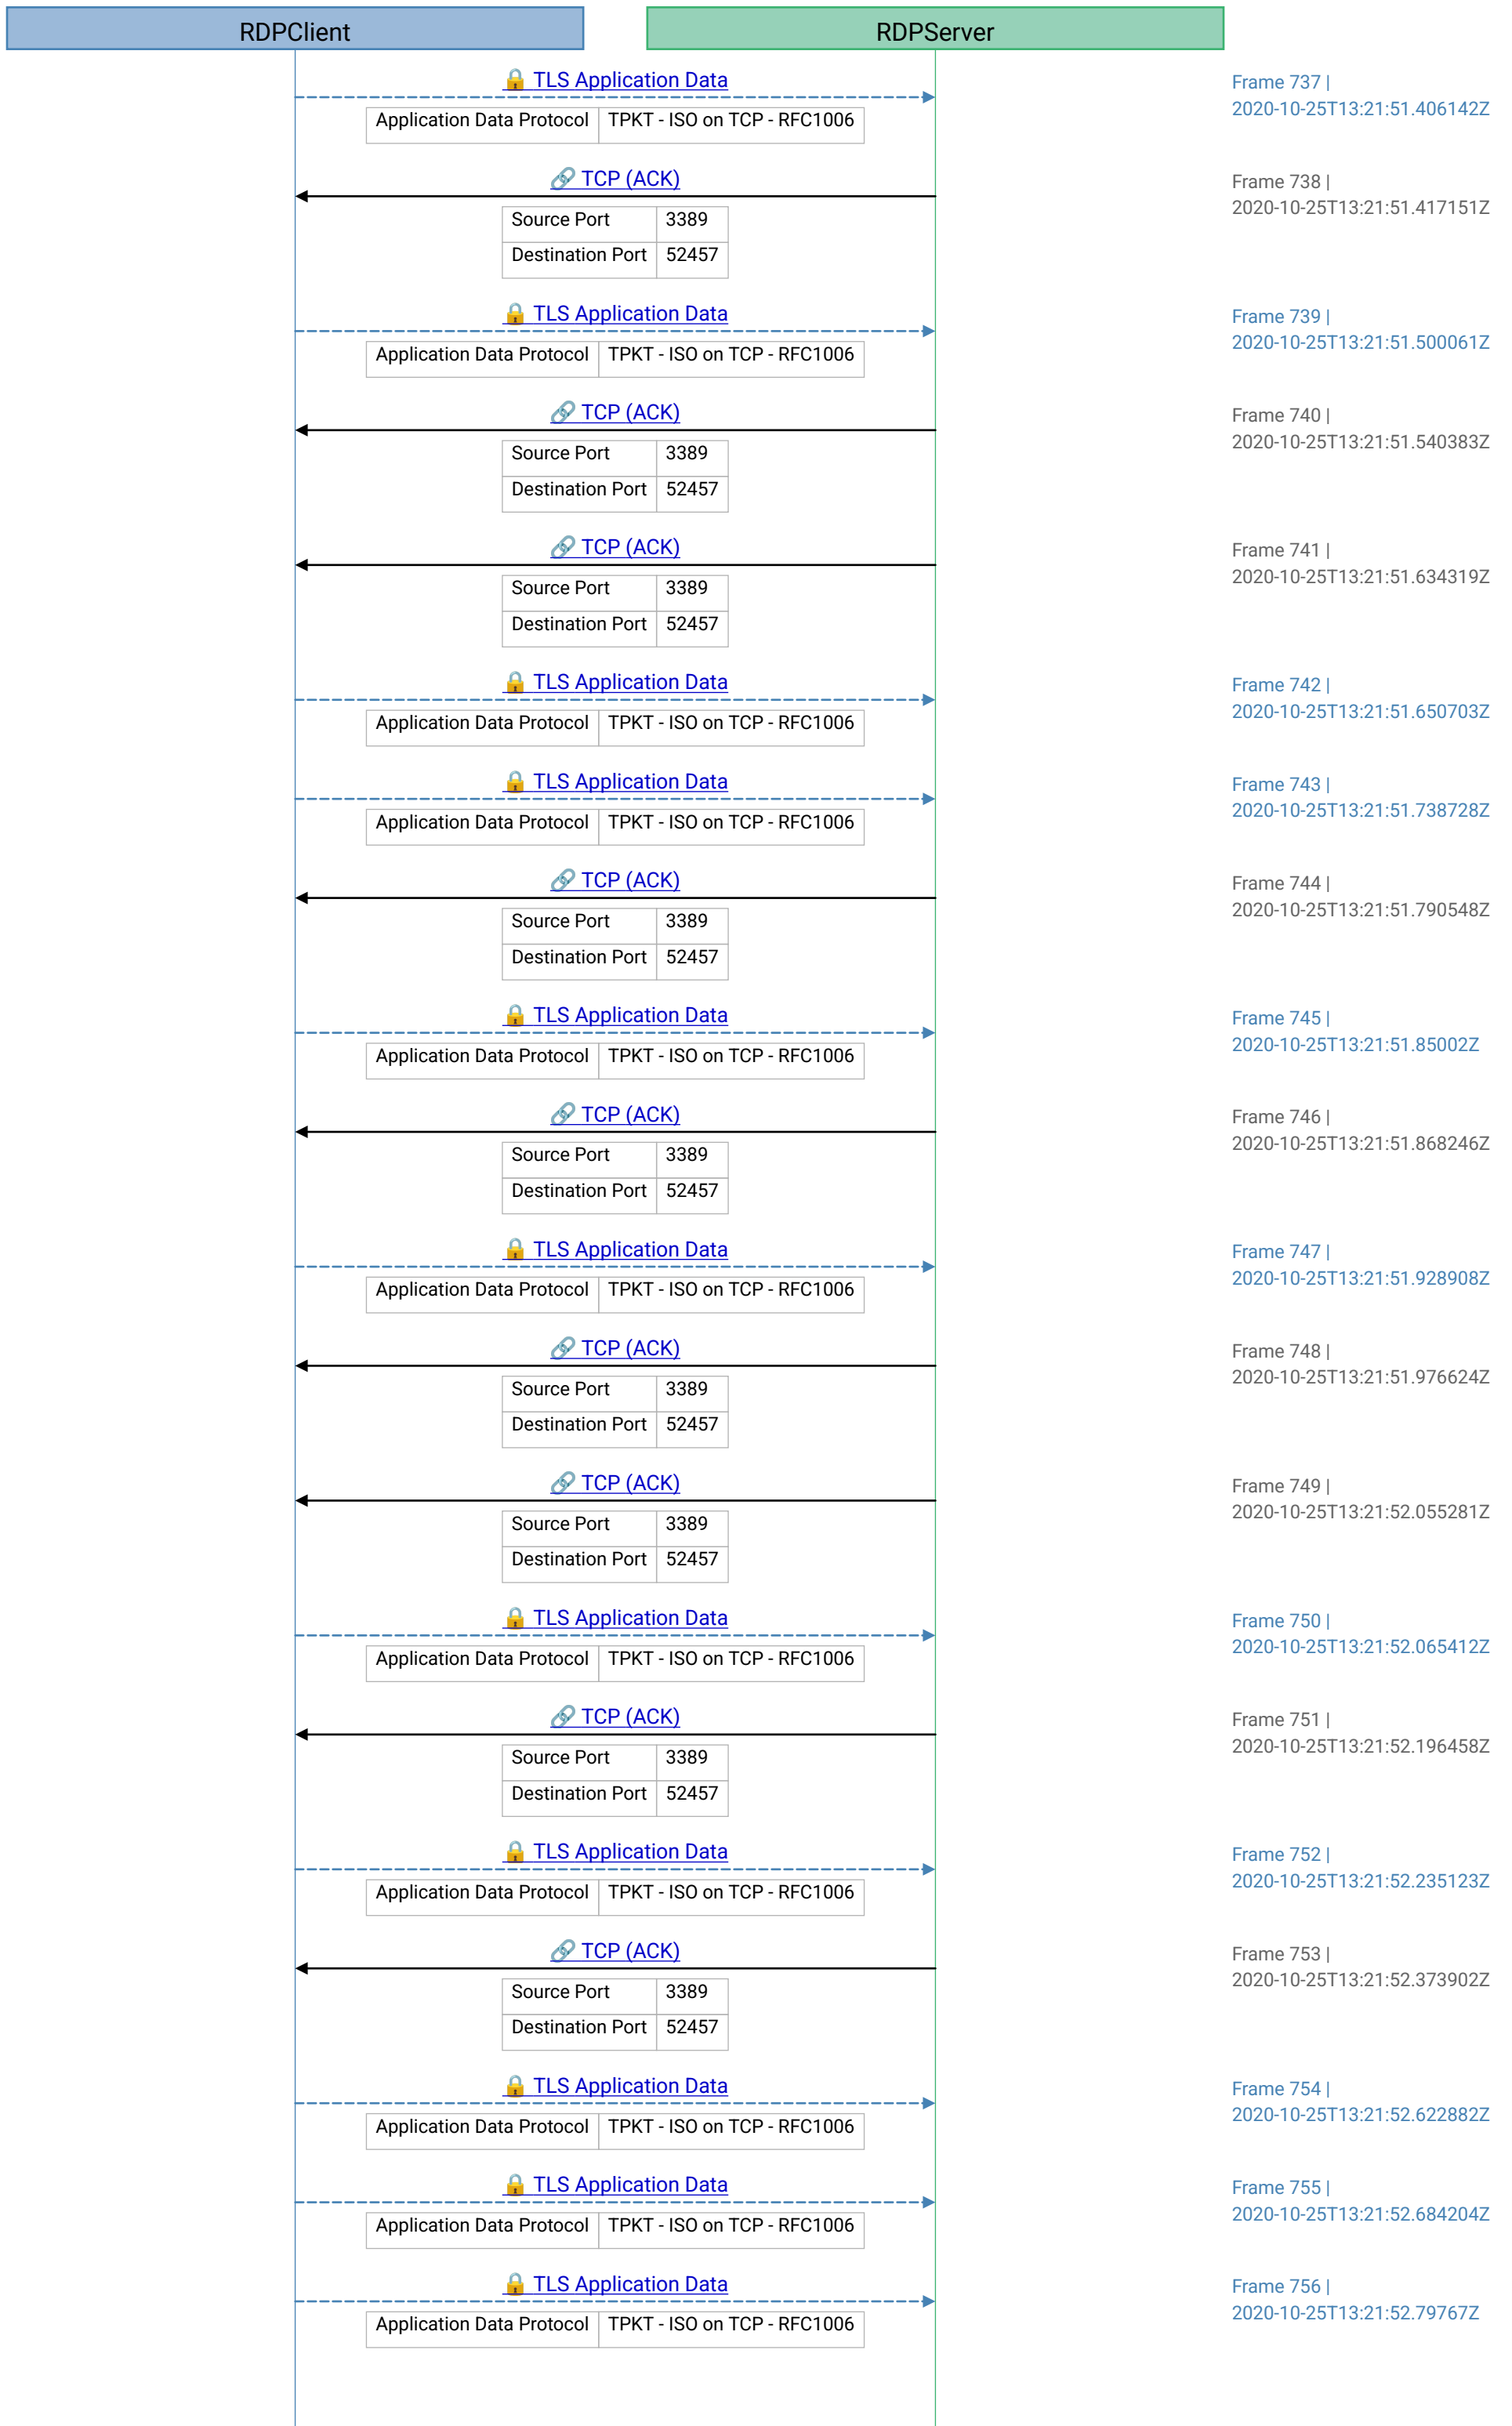 RDPClient RDPServer
🔒 TLS Application Data
Frame 737 |
2020-10-25T13:21:51.406142Z
Application Data Protocol TPKT - ISO on TCP - RFC1006
🔗 TCP (ACK)
Frame 738 |
2020-10-25T13:21:51.417151Z
Source Port 3389
Destination Port 52457
🔒 TLS Application Data
Frame 739 |
2020-10-25T13:21:51.500061Z
Application Data Protocol TPKT - ISO on TCP - RFC1006
🔗 TCP (ACK)
Frame 740 |
2020-10-25T13:21:51.540383Z
Source Port 3389
Destination Port 52457
🔗 TCP (ACK)
Frame 741 |
2020-10-25T13:21:51.634319Z
Source Port 3389
Destination Port 52457
🔒 TLS Application Data
Frame 742 |
2020-10-25T13:21:51.650703Z
Application Data Protocol TPKT - ISO on TCP - RFC1006
🔒 TLS Application Data
Frame 743 |
2020-10-25T13:21:51.738728Z
Application Data Protocol TPKT - ISO on TCP - RFC1006
🔗 TCP (ACK)
Frame 744 |
2020-10-25T13:21:51.790548Z
Source Port 3389
Destination Port 52457
🔒 TLS Application Data
Frame 745 |
2020-10-25T13:21:51.85002Z
Application Data Protocol TPKT - ISO on TCP - RFC1006
🔗 TCP (ACK)
Frame 746 |
2020-10-25T13:21:51.868246Z
Source Port 3389
Destination Port 52457
🔒 TLS Application Data
Frame 747 |
2020-10-25T13:21:51.928908Z
Application Data Protocol TPKT - ISO on TCP - RFC1006
🔗 TCP (ACK)
Frame 748 |
2020-10-25T13:21:51.976624Z
Source Port 3389
Destination Port 52457
🔗 TCP (ACK)
Frame 749 |
2020-10-25T13:21:52.055281Z
Source Port 3389
Destination Port 52457
🔒 TLS Application Data
Frame 750 |
2020-10-25T13:21:52.065412Z
Application Data Protocol TPKT - ISO on TCP - RFC1006
🔗 TCP (ACK)
Frame 751 |
2020-10-25T13:21:52.196458Z
Source Port 3389
Destination Port 52457
🔒 TLS Application Data
Frame 752 |
2020-10-25T13:21:52.235123Z
Application Data Protocol TPKT - ISO on TCP - RFC1006
🔗 TCP (ACK)
Frame 753 |
2020-10-25T13:21:52.373902Z
Source Port 3389
Destination Port 52457
🔒 TLS Application Data
Frame 754 |
2020-10-25T13:21:52.622882Z
Application Data Protocol TPKT - ISO on TCP - RFC1006
🔒 TLS Application Data
Frame 755 |
2020-10-25T13:21:52.684204Z
Application Data Protocol TPKT - ISO on TCP - RFC1006
🔒 TLS Application Data
Frame 756 |
2020-10-25T13:21:52.79767Z
Application Data Protocol TPKT - ISO on TCP - RFC1006